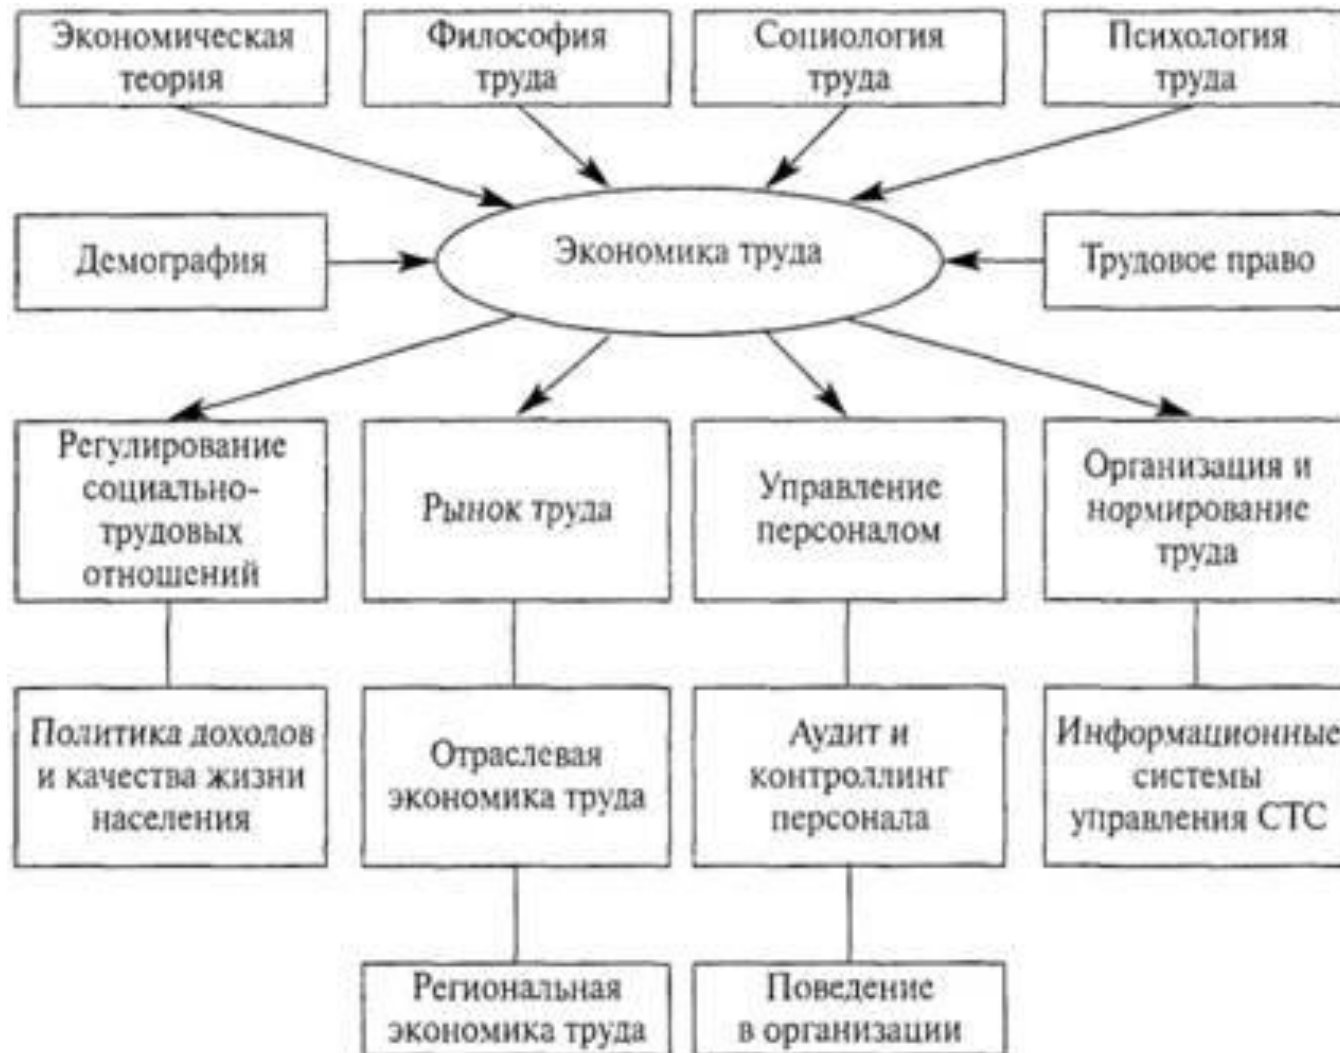 Экономическая
теория
Философия
труда
Социология
труда
Психология
труда
Демография
Экономика труда
Трудовое право
Регулирование
социально-
трудовых
отношений
Рынок труда
Управление
персоналом
Организация и
нормирование
труда
Политика доходов
и качества жизни
населения
Отраслевая
экономика труда
Аудит и
контроллинг
персонала
Информационные
системы
управления СТС
Региональная
экономика труда
Поведение
в организации